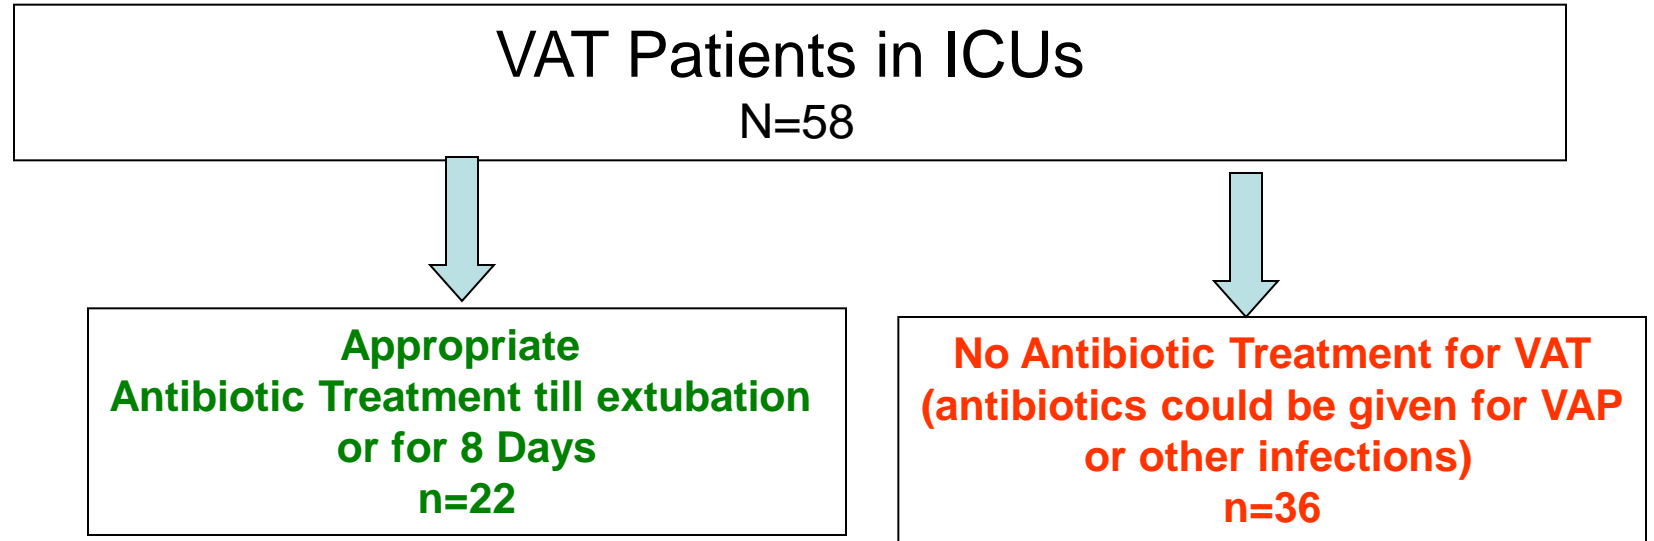 VAT Patients in ICUs
N=58
Appropriate
Antibiotic Treatment till extubation
or for 8 Days
n=22
No Antibiotic Treatment for VAT
(antibiotics could be given for VAP
or other infections)
n=36